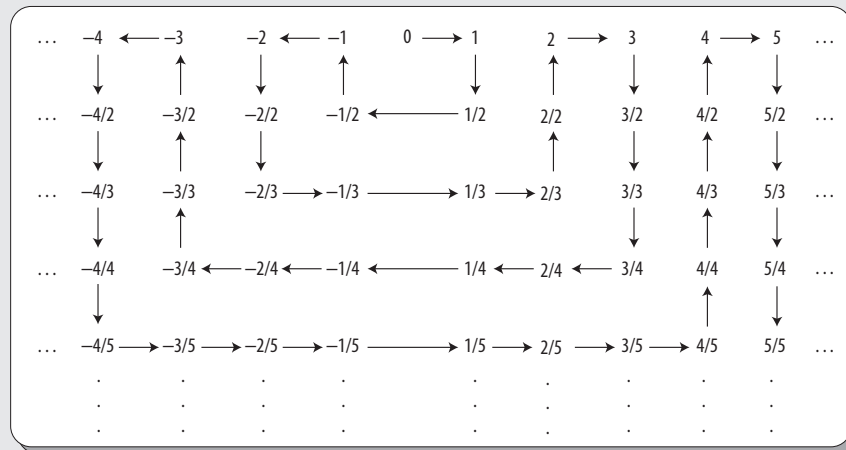 … −4 −3 −2 −1 0 1 2 3 4 5 …
… −4/2 −3/2 −2/2 −1/2 1/2 2/2 3/2 4/2 5/2 …
… −4/3 −3/3 −2/3 −1/3 1/3 2/3 3/3 4/3 5/3 …
… −4/4 −3/4 −2/4 −1/4 1/4 2/4 3/4 4/4 5/4 …
… −4/5 −3/5 −2/5 −1/5 1/5 2/5 3/5 4/5 5/5 …
. . . . . . . . .
. . . . . . . . .
. . . . . . . . .